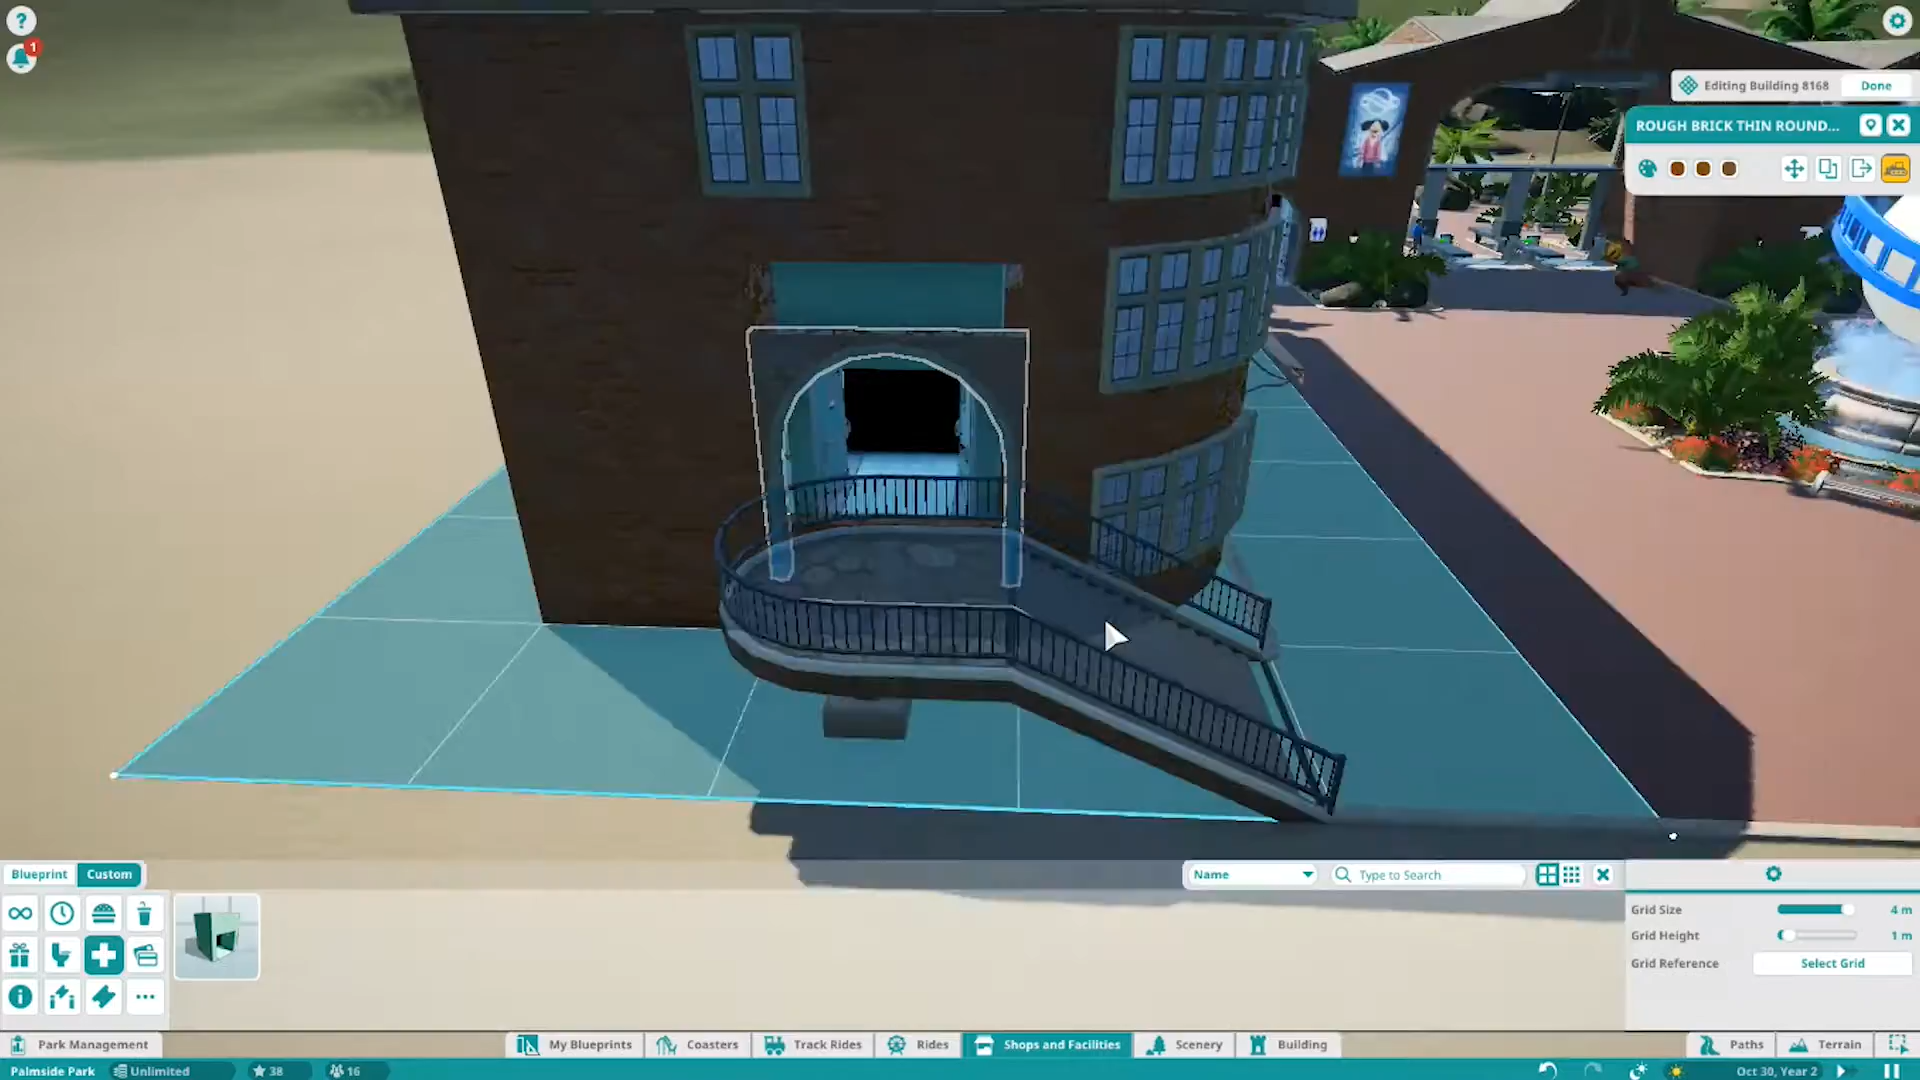 ?
1
Editing Building 8168
Done
ROUGH BRICK THIN ROUND...
Blueprint
Custom
Name
Type to Search
Grid Size
4 m
Grid Height
1 m
Grid Reference
Select Grid
Park Management
My Blueprints
Coasters
Track Rides
Rides
Shops and Facilities
Scenery
Building
Paths
Terrain
Palmside Park
Unlimited
38
16
Oct 30, Year 2